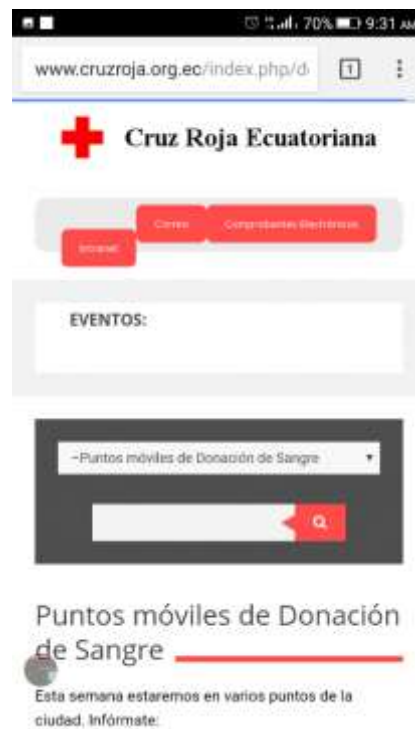 70% 9:31 AM
www.cruzroja.org.ec/index.php/d
1
Cruz Roja Ecuatoriana
Correo Comprobantes Electrónicos
Intranet
EVENTOS:
–Puntos móviles de Donación de Sangre
Puntos móviles de Donación
de Sangre
Esta semana estaremos en varios puntos de la
ciudad. Infórmate: